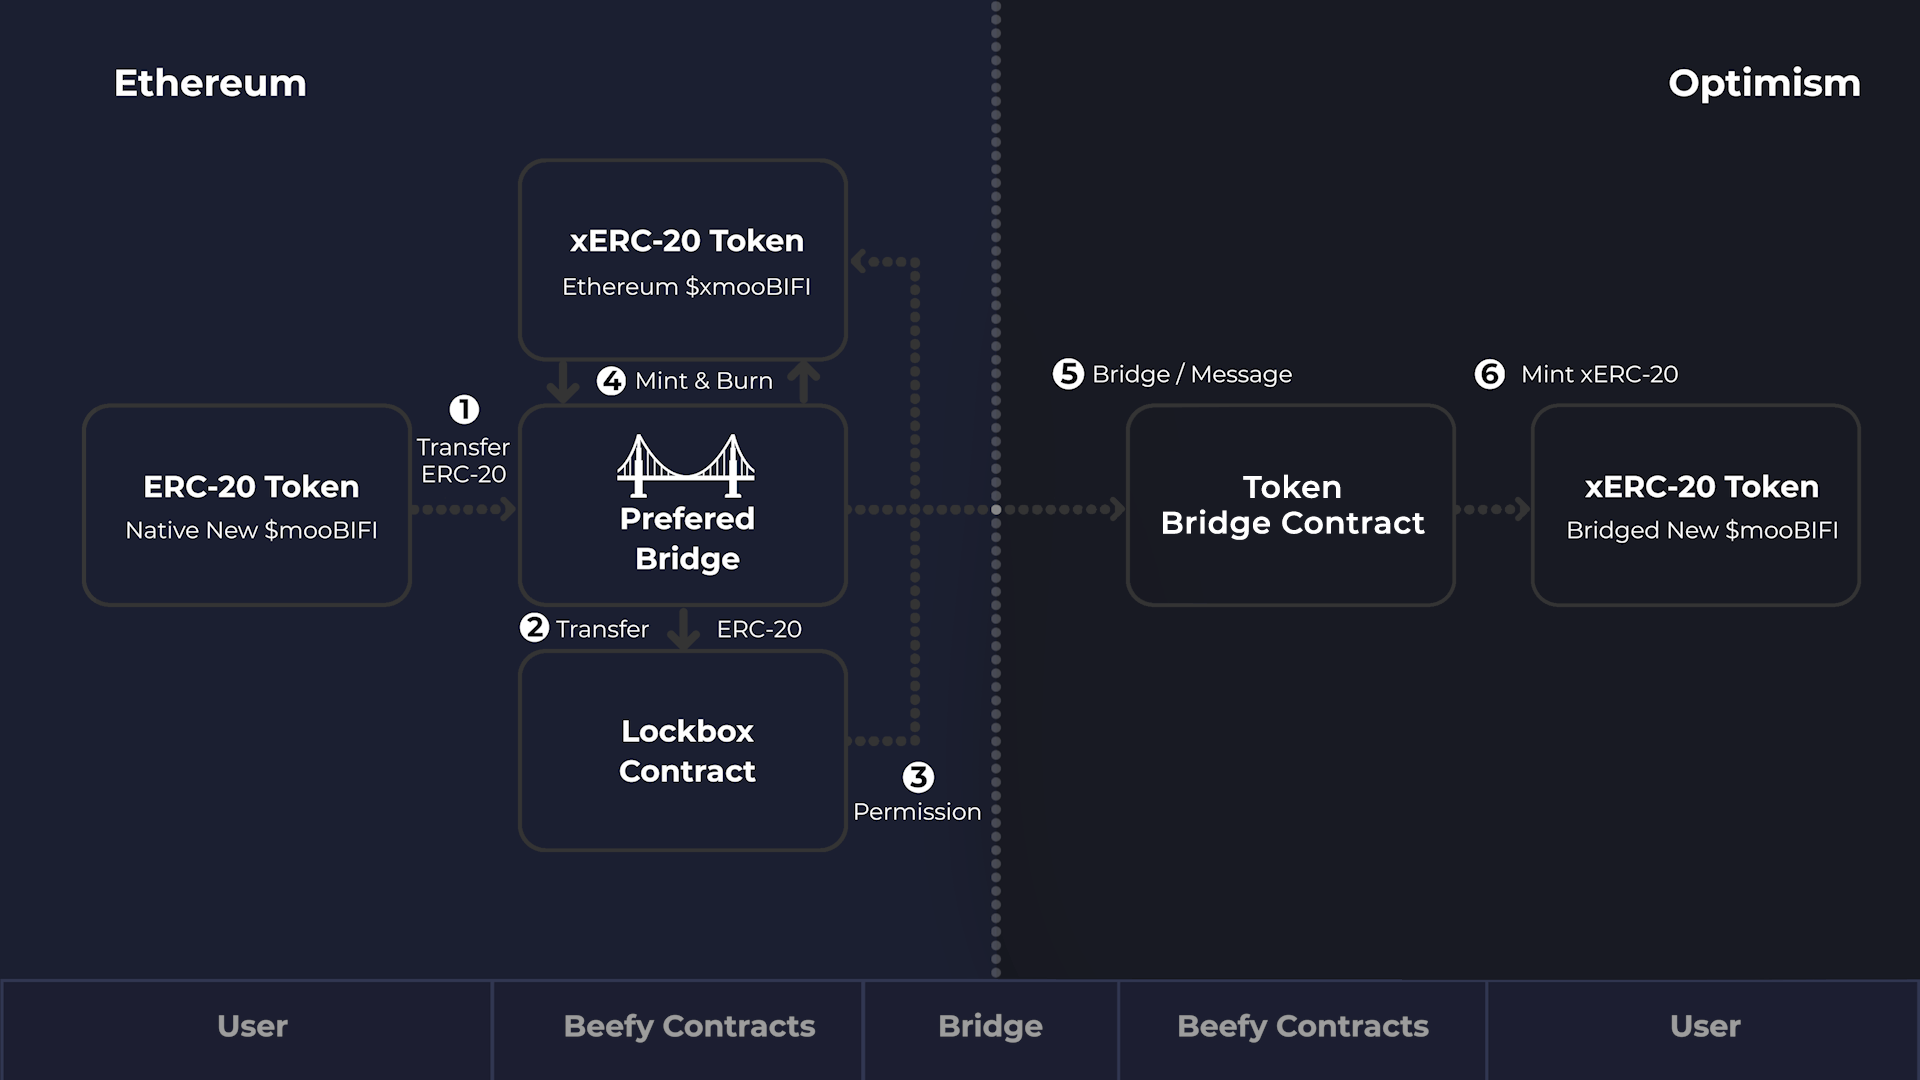 Ethereum
Optimism
xERC-20 Token
Ethereum $xmooBIFI
4 Mint & Burn
1
Transfer
ERC-20
ERC-20 Token
Native New $mooBIFI
Prefered
Bridge
2 Transfer ERC-20
Lockbox
Contract
3
Permission
5 Bridge / Message
Token
Bridge Contract
6 Mint xERC-20
xERC-20 Token
Bridged New $mooBIFI
User
Beefy Contracts
Bridge
Beefy Contracts
User